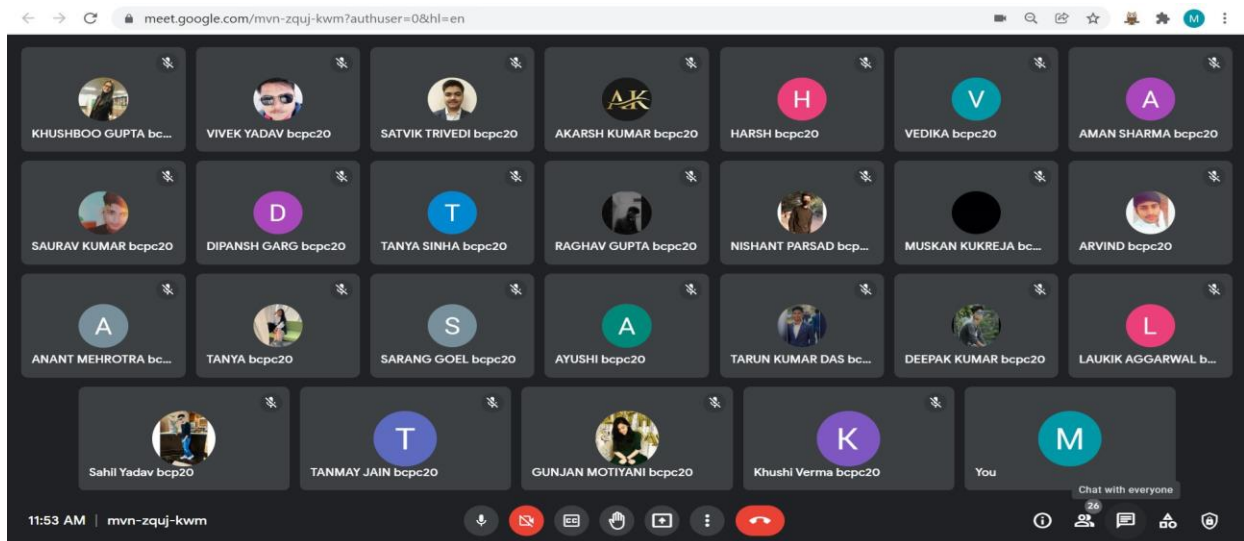 meet.google.com/mvn-zquj-kwm?authuser=0&hl=en
M
KHUSHBOO GUPTA bc...
VIVEK YADAV bcpc20
SATVIK TRIVEDI bcpc20
AK
AKARSH KUMAR bcpc20
H
HARSH bcpc20
V
VEDIKA bcpc20
A
AMAN SHARMA bcpc20
SAURAV KUMAR bcpc20
D
DIPANSH GARG bcpc20
T
TANYA SINHA bcpc20
RAGHAV GUPTA bcpc20
NISHANT PARSAD bcp...
MUSKAN KUKREJA bc...
ARVIND bcpc20
A
ANANT MEHROTRA bc...
TANYA bcpc20
S
SARANG GOEL bcpc20
A
AYUSHI bcpc20
TARUN KUMAR DAS bc...
DEEPAK KUMAR bcpc20
L
LAUKIK AGGARWAL b...
Sahil Yadav bcp20
T
TANMAY JAIN bcpc20
GUNJAN MOTIYANI bcpc20
K
Khushi Verma bcpc20
M
You
Chat with everyone
11:53 AM | mvn-zquj-kwm
CC
26